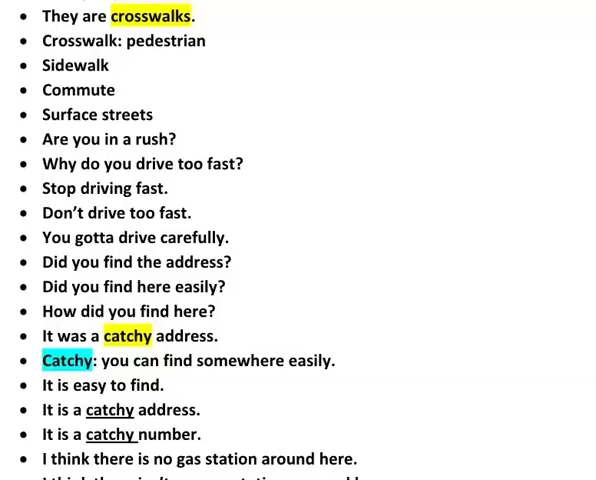 • They are crosswalks.
• Crosswalk: pedestrian
• Sidewalk
• Commute
• Surface streets
• Are you in a rush?
• Why do you drive too fast?
• Stop driving fast.
• Don’t drive too fast.
• You gotta drive carefully.
• Did you find the address?
• Did you find here easily?
• How did you find here?
• It was a catchy address.
• Catchy: you can find somewhere easily.
• It is easy to find.
• It is a catchy address.
• It is a catchy number.
• I think there is no gas station around here.